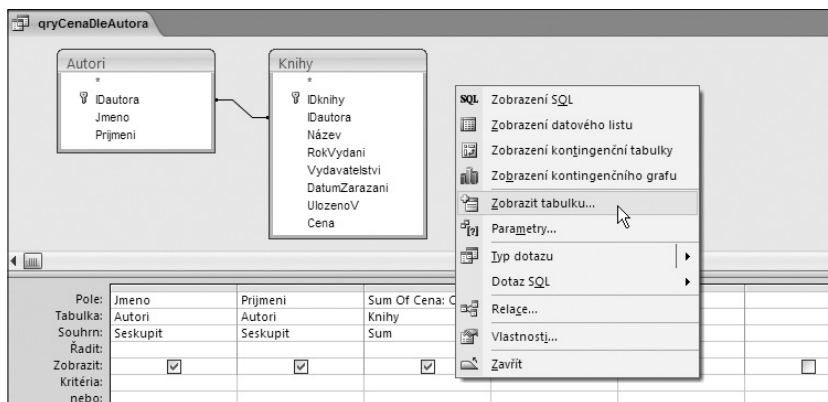 qryCenaDleAutora
Autori
*
IDautora
Jmeno
Prijmeni
Knihy
*
IDknihy
IDautora
Název
RokVydani
Vydavatelstvi
DatumZarazani
UlozenoV
Cena
SQL Zobrazení SQL
Zobrazení datového listu
Zobrazení kontingenční tabulky
Zobrazení kontingenčního grafu
Zobrazit tabulku...
[?] Parametry...
Typ dotazu
Dotaz SQL
Relace...
Vlastnosti...
Zavřít
Pole: Jmeno Prijmeni Sum Of Cena: C
Tabulka: Autori Autori Knihy
Souhrn: Seskupit Seskupit Sum
Řadit:
Zobrazit:
Kritéria:
nebo: